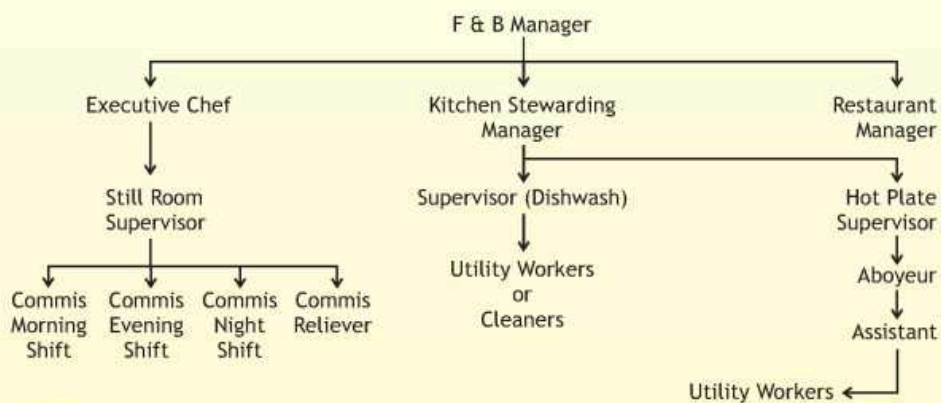 F & B Manager
Executive Chef
Kitchen Stewarding
Manager
Restaurant
Manager
Still Room
Supervisor
Supervisor (Dishwash)
Hot Plate
Supervisor
Commis
Morning
Shift
Commis
Evening
Shift
Commis
Night
Shift
Commis
Reliever
Utility Workers
or
Cleaners
Aboyeur
Assistant
Utility Workers